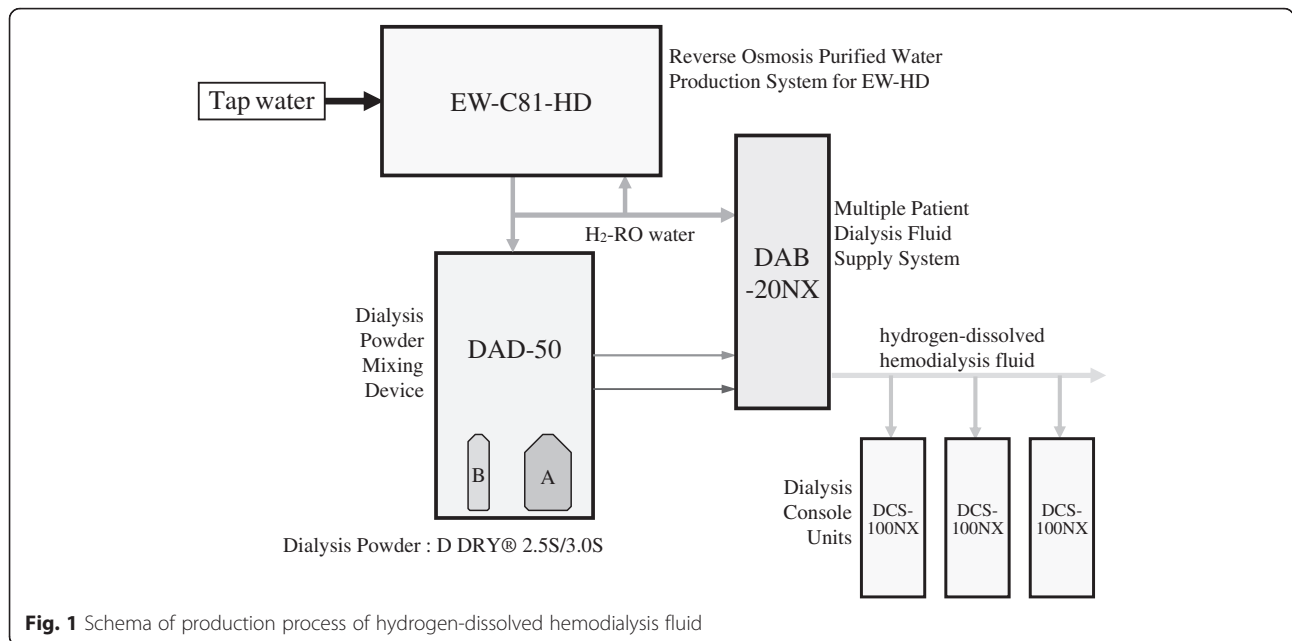 Tap water
EW-C81-HD
Reverse Osmosis Purified Water
Production System for EW-HD
H2-RO water
DAB
-20NX
Multiple Patient
Dialysis Fluid
Supply System
Dialysis
Powder
Mixing
Device
DAD-50
B
A
Dialysis Powder : D DRY® 2.5S/3.0S
hydrogen-dissolved
hemodialysis fluid
Dialysis
Console
Units
DCS-
100NX
DCS-
100NX
DCS-
100NX
Fig. 1 Schema of production process of hydrogen-dissolved hemodialysis fluid